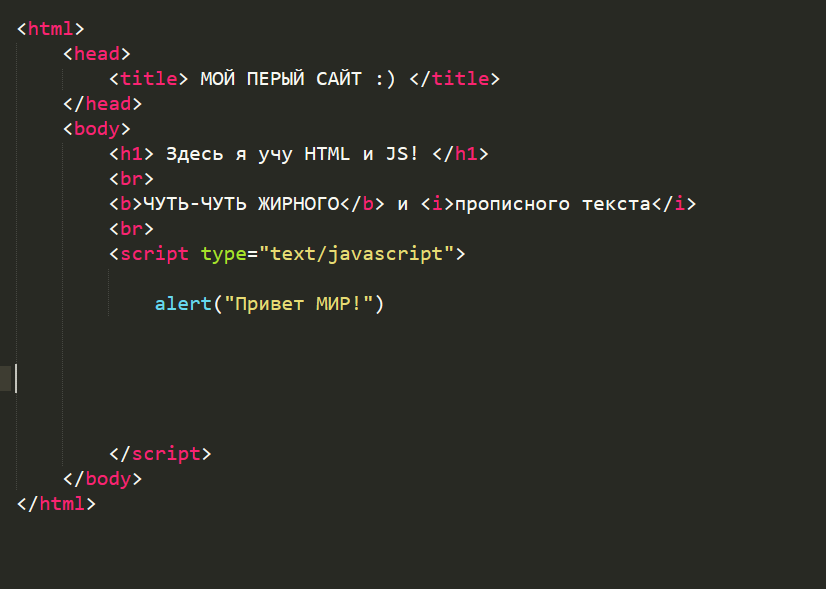 <html>
<head>
<title> МОЙ ПЕРЫЙ САЙТ :) </title>
</head>
<body>
<h1> Здесь я учу HTML и JS! </h1>
<br>
<b>ЧУТЬ-ЧУТЬ ЖИРНОГО</b> и <i>прописного текста</i>
<br>
<script type="text/javascript">
alert("Привет МИР!")
</script>
</body>
</html>